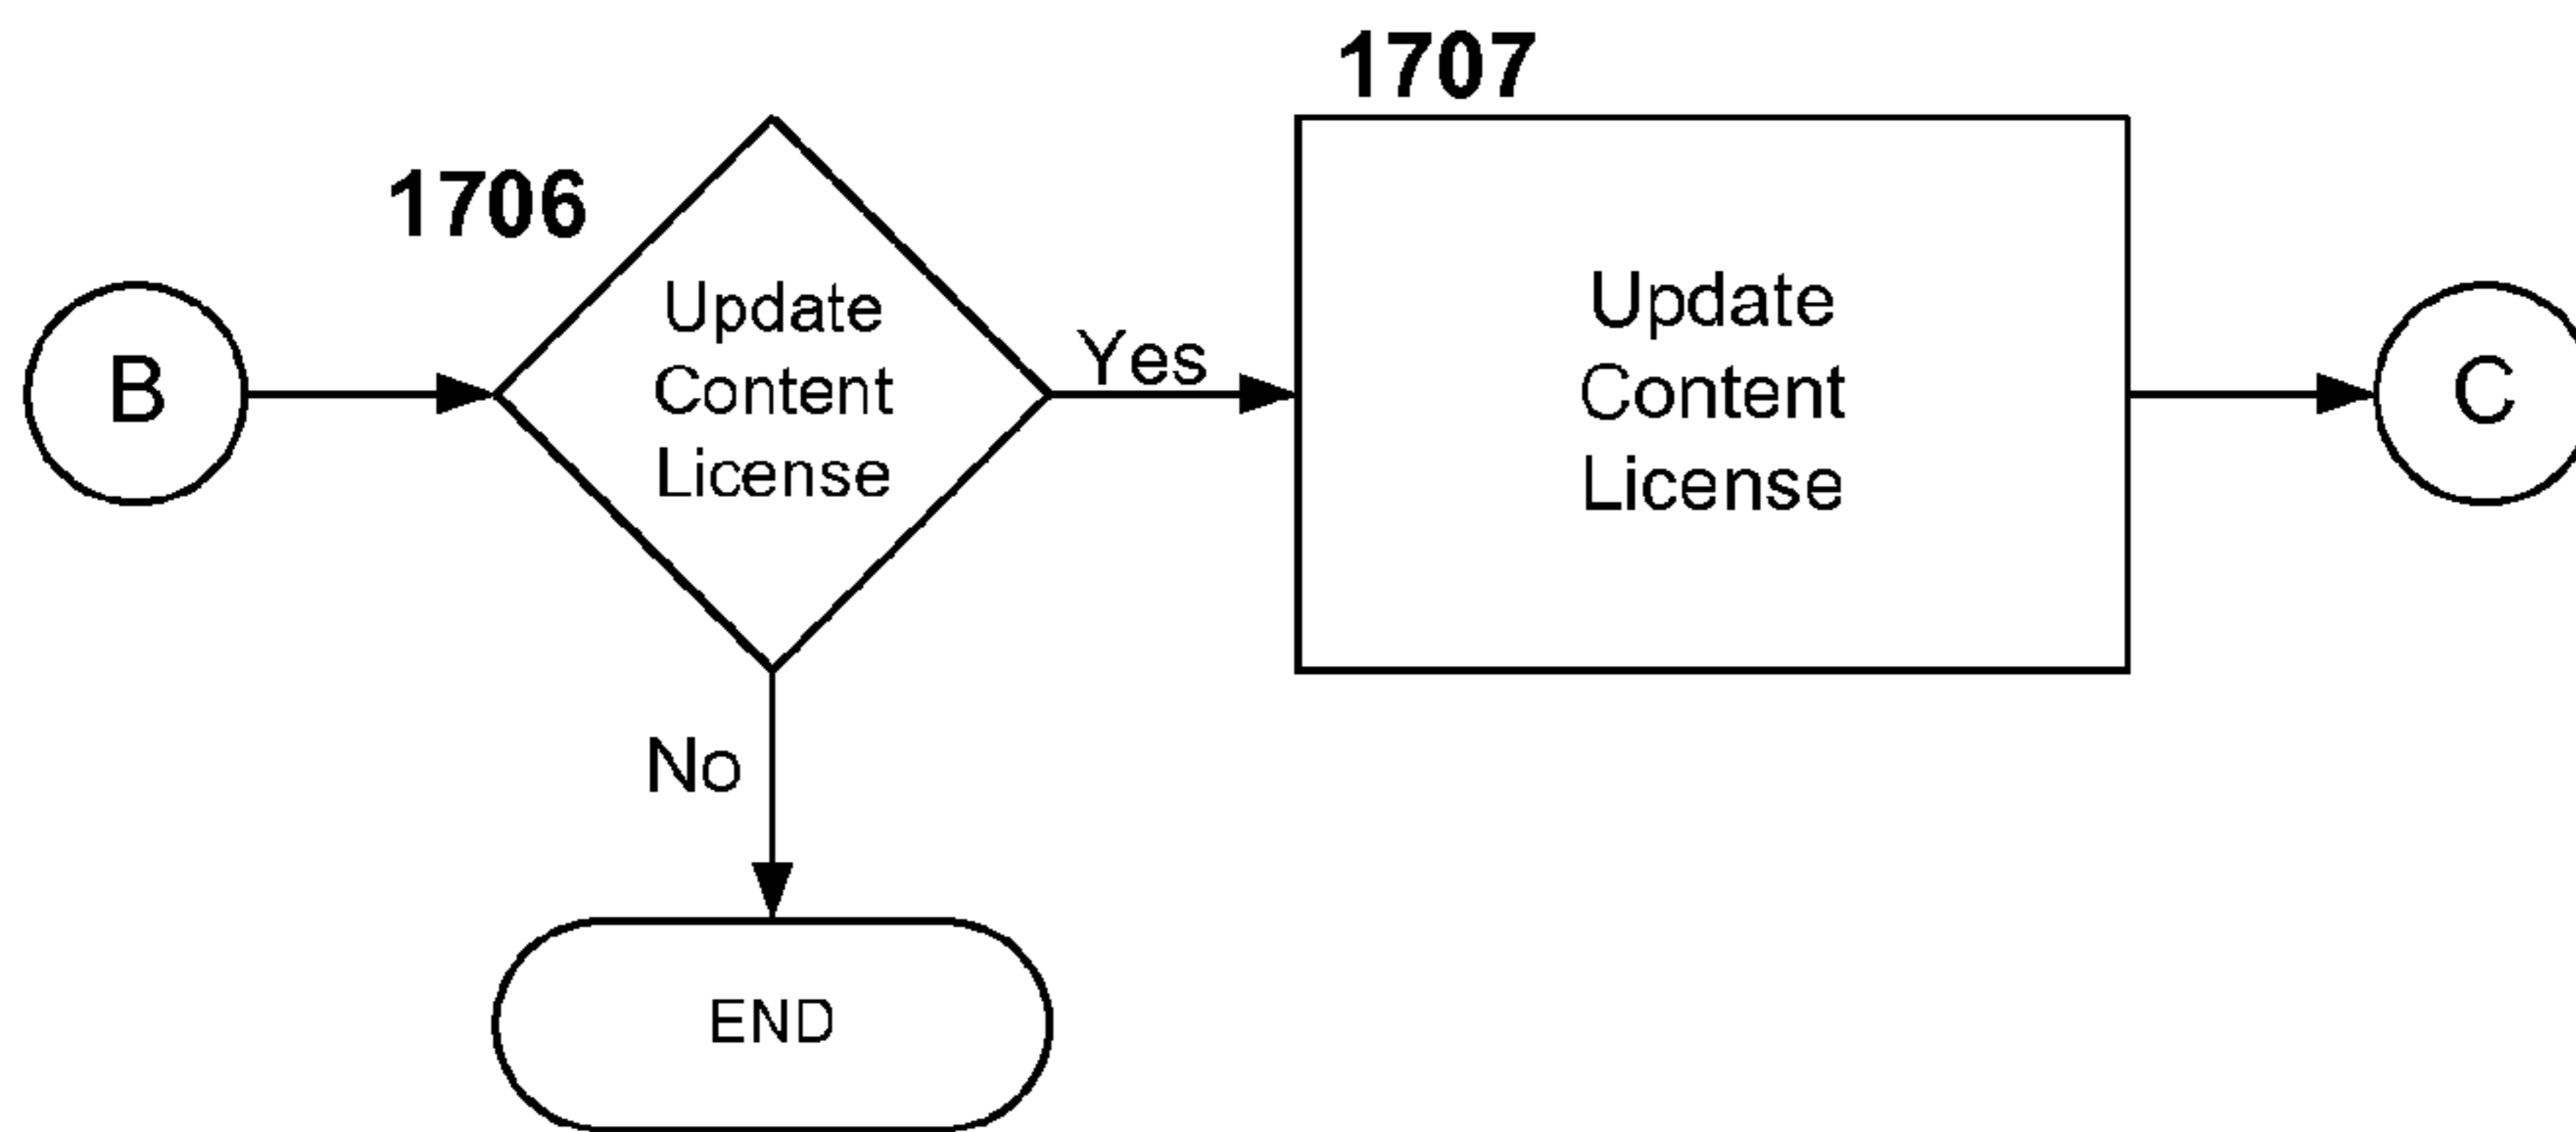 1707
1706
B
Update
Content
License
Yes
Update
Content
License
C
No
END